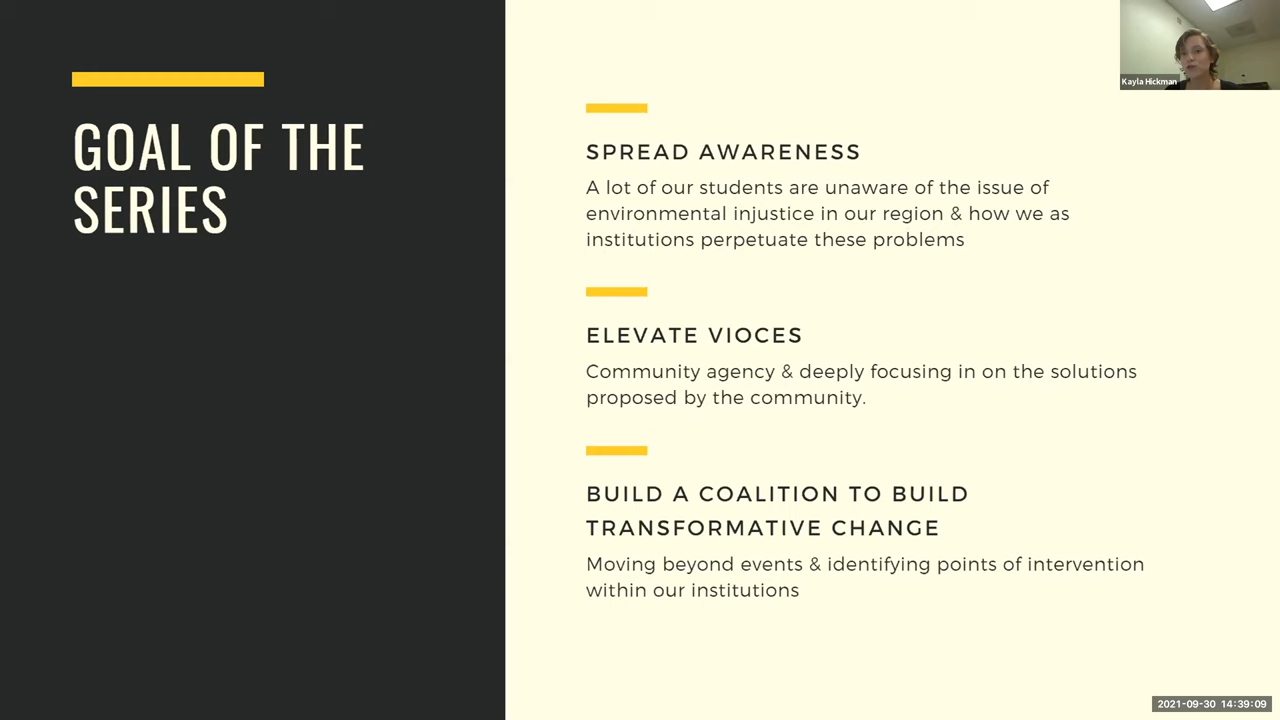 GOAL OF THE
SERIES
Kayla Hickman
SPREAD AWARENESS
A lot of our students are unaware of the issue of
environmental injustice in our region & how we as
institutions perpetuate these problems
ELEVATE VIOCES
Community agency & deeply focusing in on the solutions
proposed by the community.
BUILD A COALITION TO BUILD
TRANSFORMATIVE CHANGE
Moving beyond events & identifying points of intervention
within our institutions
2021-09-30 14:39:09